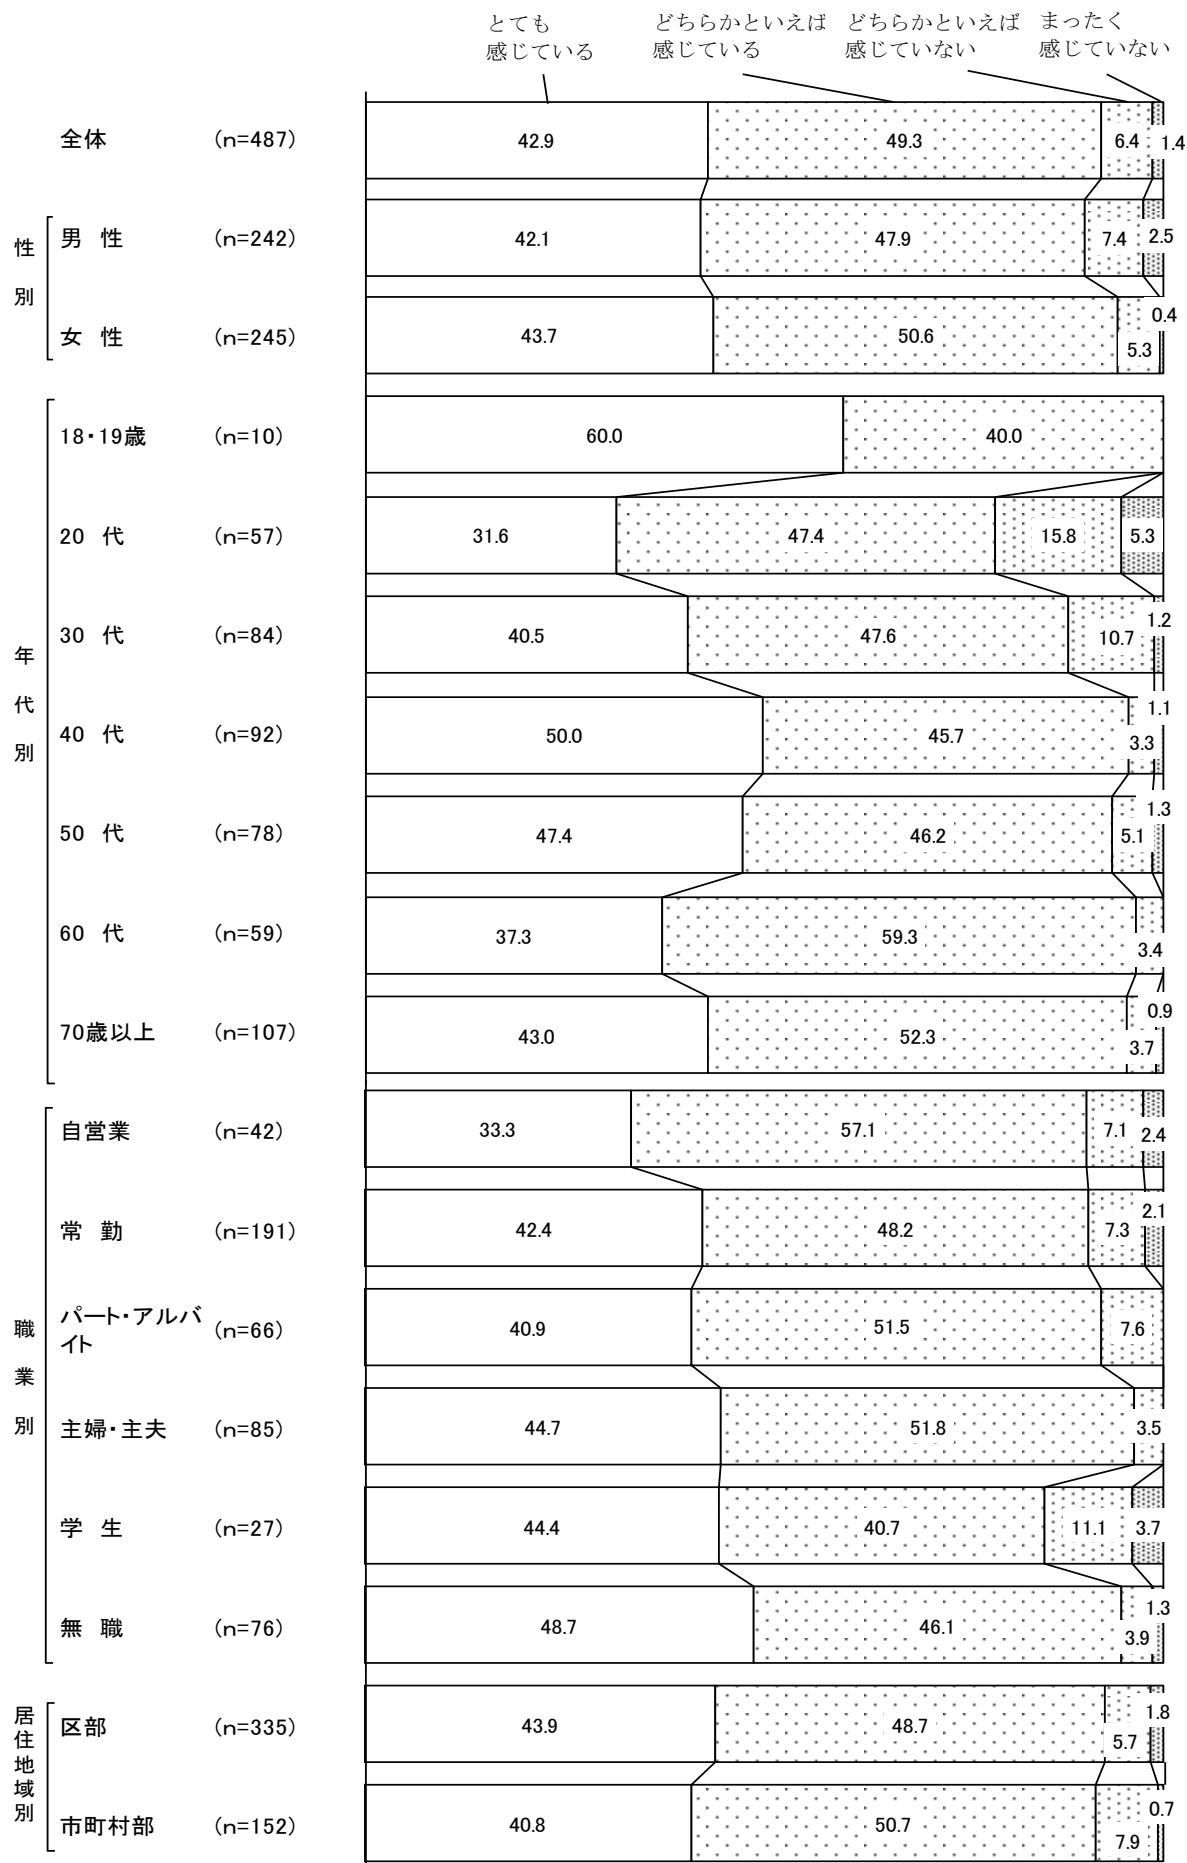 とても
感じている
どちらかといえば
感じている
どちらかといえば
感じていない
まったく
感じていない
全体 (n=487) 42.9 49.3 6.4 1.4
性別
男 性 (n=242) 42.1 47.9 7.4 2.5
女 性 (n=245) 43.7 50.6 5.3 0.4
年代別
18・19歳 (n=10) 60.0 40.0
20 代 (n=57) 31.6 47.4 15.8 5.3
30 代 (n=84) 40.5 47.6 10.7 1.2
40 代 (n=92) 50.0 45.7 3.3 1.1
50 代 (n=78) 47.4 46.2 5.1 1.3
60 代 (n=59) 37.3 59.3 3.4
70歳以上 (n=107) 43.0 52.3 3.7 0.9
職業別
自営業 (n=42) 33.3 57.1 7.1 2.4
常 勤 (n=191) 42.4 48.2 7.3 2.1
パート・アルバ
イト (n=66) 40.9 51.5 7.6
主婦・主夫 (n=85) 44.7 51.8 3.5
学 生 (n=27) 44.4 40.7 11.1 3.7
無 職 (n=76) 48.7 46.1 3.9 1.3
居住地域別
区部 (n=335) 43.9 48.7 5.7 1.8
市町村部 (n=152) 40.8 50.7 7.9 0.7